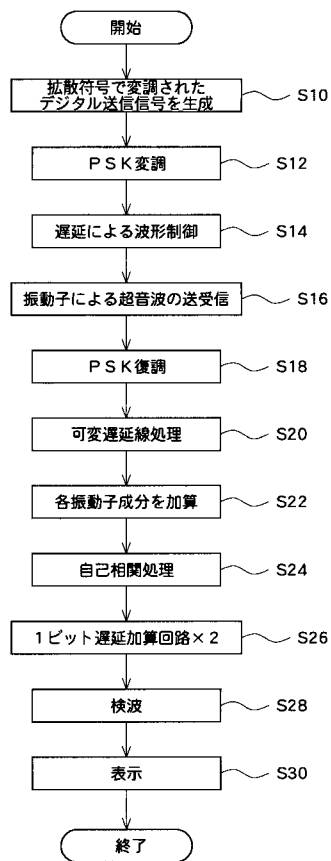 開始
拡散符号で変調された
デジタル送信信号を生成
S10
ＰＳＫ変調
S12
遅延による波形制御
S14
振動子による超音波の送受信
S16
ＰＳＫ復調
S18
可変遅延線処理
S20
各振動子成分を加算
S22
自己相関処理
S24
１ビット遅延加算回路×２
S26
検波
S28
表示
S30
終了